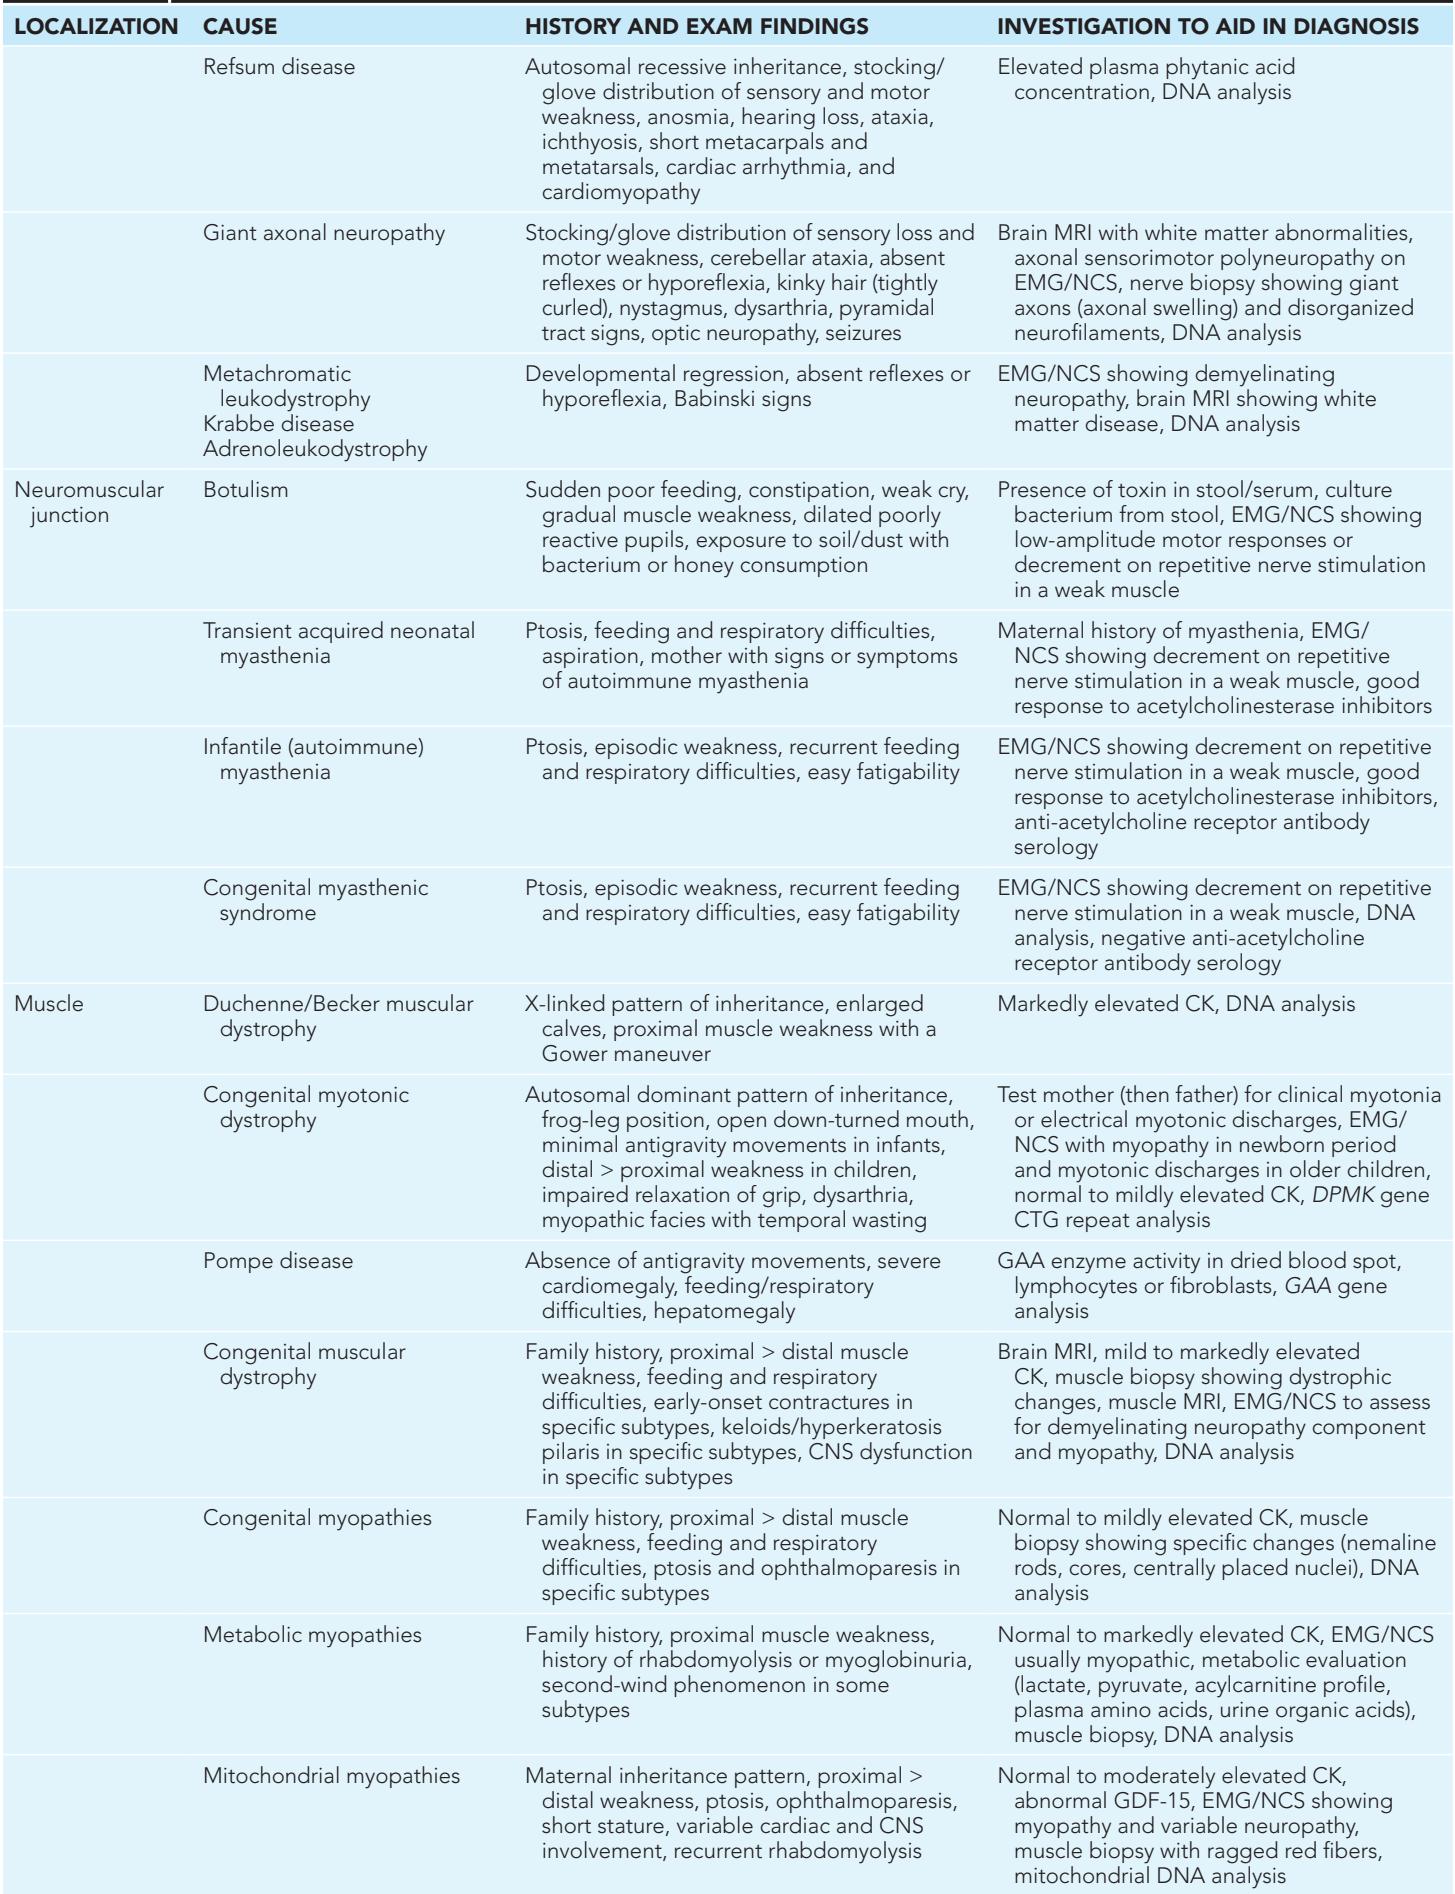 LOCALIZATION CAUSE HISTORY AND EXAM FINDINGS INVESTIGATION TO AID IN DIAGNOSIS
Refsum disease
Autosomal recessive inheritance, stocking/
glove distribution of sensory and motor
weakness, anosmia, hearing loss, ataxia,
ichthyosis, short metacarpals and
metatarsals, cardiac arrhythmia, and
cardiomyopathy
Elevated plasma phytanic acid
concentration, DNA analysis
Giant axonal neuropathy
Stocking/glove distribution of sensory loss and
motor weakness, cerebellar ataxia, absent
reflexes or hyporeflexia, kinky hair (tightly
curled), nystagmus, dysarthria, pyramidal
tract signs, optic neuropathy, seizures
Brain MRI with white matter abnormalities,
axonal sensorimotor polyneuropathy on
EMG/NCS, nerve biopsy showing giant
axons (axonal swelling) and disorganized
neurofilaments, DNA analysis
Metachromatic
leukodystrophy
Krabbe disease
Adrenoleukodystrophy
Developmental regression, absent reflexes or
hyporeflexia, Babinski signs
EMG/NCS showing demyelinating
neuropathy, brain MRI showing white
matter disease, DNA analysis
Neuromuscular
junction
Botulism
Sudden poor feeding, constipation, weak cry,
gradual muscle weakness, dilated poorly
reactive pupils, exposure to soil/dust with
bacterium or honey consumption
Presence of toxin in stool/serum, culture
bacterium from stool, EMG/NCS showing
low-amplitude motor responses or
decrement on repetitive nerve stimulation
in a weak muscle
Transient acquired neonatal
myasthenia
Ptosis, feeding and respiratory difficulties,
aspiration, mother with signs or symptoms
of autoimmune myasthenia
Maternal history of myasthenia, EMG/
NCS showing decrement on repetitive
nerve stimulation in a weak muscle, good
response to acetylcholinesterase inhibitors
Infantile (autoimmune)
myasthenia
Ptosis, episodic weakness, recurrent feeding
and respiratory difficulties, easy fatigability
EMG/NCS showing decrement on repetitive
nerve stimulation in a weak muscle, good
response to acetylcholinesterase inhibitors,
anti-acetylcholine receptor antibody
serology
Congenital myasthenic
syndrome
Ptosis, episodic weakness, recurrent feeding
and respiratory difficulties, easy fatigability
EMG/NCS showing decrement on repetitive
nerve stimulation in a weak muscle, DNA
analysis, negative anti-acetylcholine
receptor antibody serology
Muscle
Duchenne/Becker muscular
dystrophy
X-linked pattern of inheritance, enlarged
calves, proximal muscle weakness with a
Gower maneuver
Markedly elevated CK, DNA analysis
Congenital myotonic
dystrophy
Autosomal dominant pattern of inheritance,
frog-leg position, open down-turned mouth,
minimal antigravity movements in infants,
distal > proximal weakness in children,
impaired relaxation of grip, dysarthria,
myopathic facies with temporal wasting
Test mother (then father) for clinical myotonia
or electrical myotonic discharges, EMG/
NCS with myopathy in newborn period
and myotonic discharges in older children,
normal to mildly elevated CK, DPMK gene
CTG repeat analysis
Pompe disease
Absence of antigravity movements, severe
cardiomegaly, feeding/respiratory
difficulties, hepatomegaly
GAA enzyme activity in dried blood spot,
lymphocytes or fibroblasts, GAA gene
analysis
Congenital muscular
dystrophy
Family history, proximal > distal muscle
weakness, feeding and respiratory
difficulties, early-onset contractures in
specific subtypes, keloids/hyperkeratosis
pilaris in specific subtypes, CNS dysfunction
in specific subtypes
Brain MRI, mild to markedly elevated
CK, muscle biopsy showing dystrophic
changes, muscle MRI, EMG/NCS to assess
for demyelinating neuropathy component
and myopathy, DNA analysis
Congenital myopathies
Family history, proximal > distal muscle
weakness, feeding and respiratory
difficulties, ptosis and ophthalmoparesis in
specific subtypes
Normal to mildly elevated CK, muscle
biopsy showing specific changes (nemaline
rods, cores, centrally placed nuclei), DNA
analysis
Metabolic myopathies
Family history, proximal muscle weakness,
history of rhabdomyolysis or myoglobinuria,
second-wind phenomenon in some
subtypes
Normal to markedly elevated CK, EMG/NCS
usually myopathic, metabolic evaluation
(lactate, pyruvate, acylcarnitine profile,
plasma amino acids, urine organic acids),
muscle biopsy, DNA analysis
Mitochondrial myopathies
Maternal inheritance pattern, proximal >
distal weakness, ptosis, ophthalmoparesis,
short stature, variable cardiac and CNS
involvement, recurrent rhabdomyolysis
Normal to moderately elevated CK,
abnormal GDF-15, EMG/NCS showing
myopathy and variable neuropathy,
muscle biopsy with ragged red fibers,
mitochondrial DNA analysis